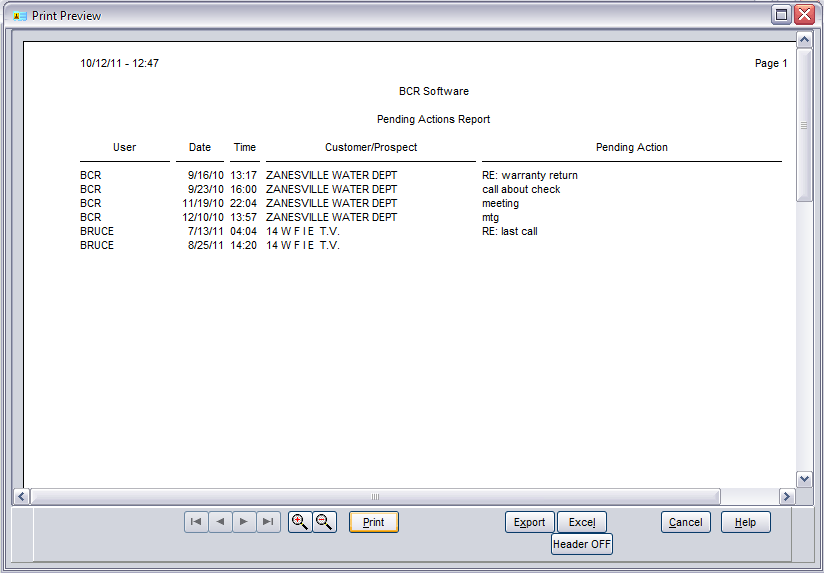 Print Preview
10/12/11 - 12:47 Page 1
BCR Software
Pending Actions Report
User Date Time Customer/Prospect Pending Action
BCR 9/16/10 13:17 ZANESVILLE WATER DEPT RE: warranty return
BCR 9/23/10 16:00 ZANESVILLE WATER DEPT call about check
BCR 11/19/10 22:04 ZANESVILLE WATER DEPT meeting
BCR 12/10/10 13:57 ZANESVILLE WATER DEPT mtg
BRUCE 7/13/11 04:04 14 W F I E T.V. RE: last call
BRUCE 8/25/11 14:20 14 W F I E T.V.
Print Export Excel Cancel Help
Header OFF